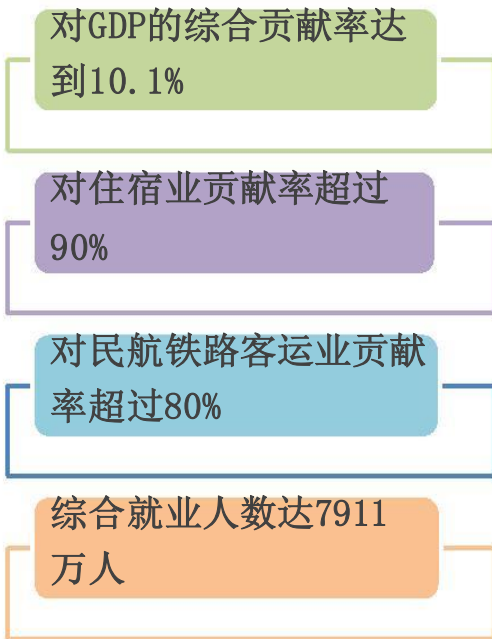 对GDP的综合贡献率达
到10.1%
对住宿业贡献率超过
90%
对民航铁路客运业贡献
率超过80%
综合就业人数达7911
万人